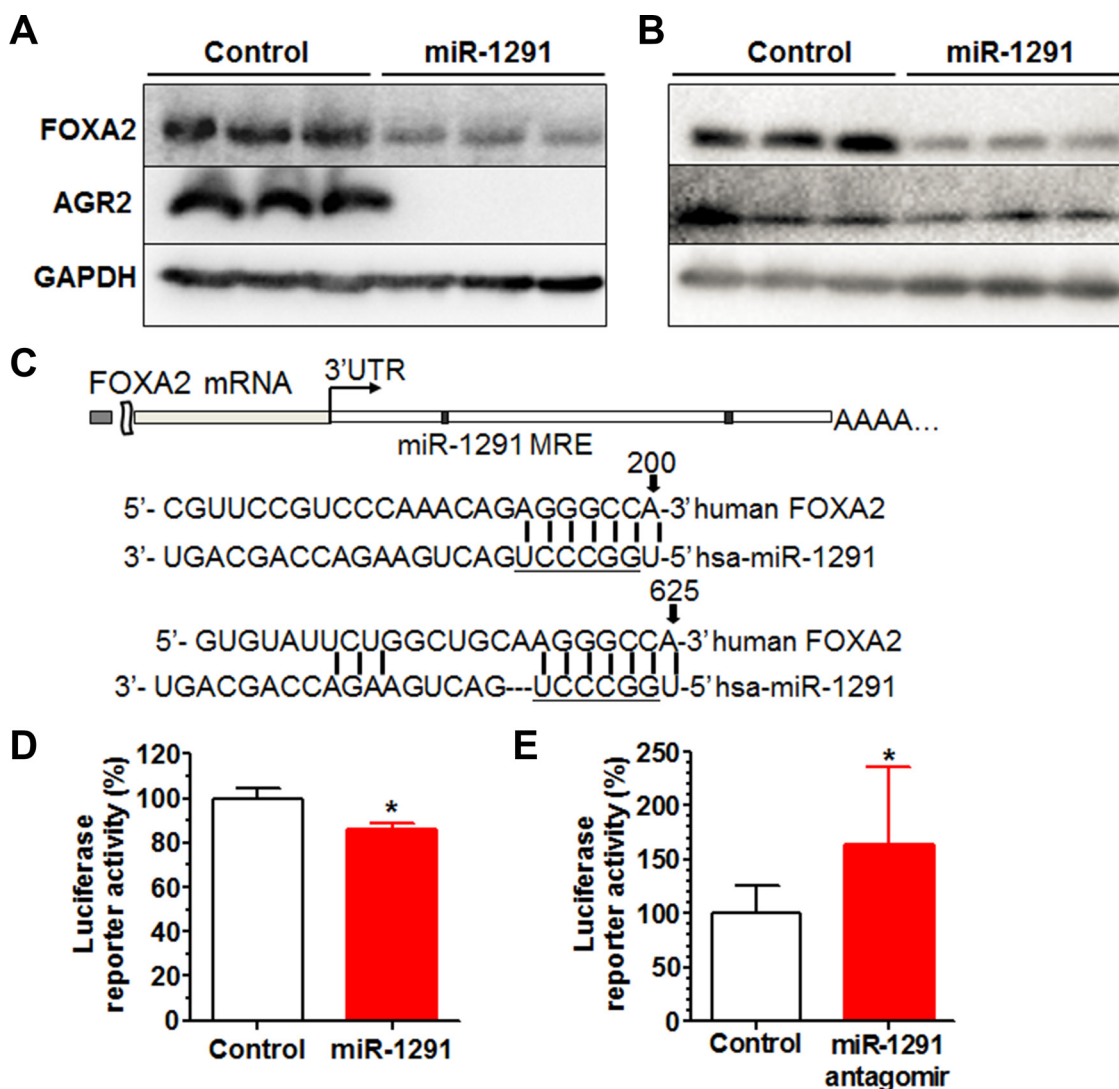 A
Control miR-1291
FOXA2
AGR2
GAPDH
B
Control miR-1291
C
FOXA2 mRNA
3'UTR
AAAA...
miR-1291 MRE
200
5'- CGUUCCGUCCCAAACAGAGGGCCA-3' human FOXA2
3'- UGACGACCAGAAGUCAGUCCCGGU-5' hsa-miR-1291
625
5'- GUGUAUUCUGGCUGCAAGGGCCA-3' human FOXA2
3'- UGACGACCAGAAGUCAG---UCCCGGU-5' hsa-miR-1291
D
Luciferase
reporter activity (%)
120
100
80
60
40
20
0
*
Control miR-1291
E
Luciferase
reporter activity (%)
250
200
150
100
50
0
*
Control miR-1291
antagomir